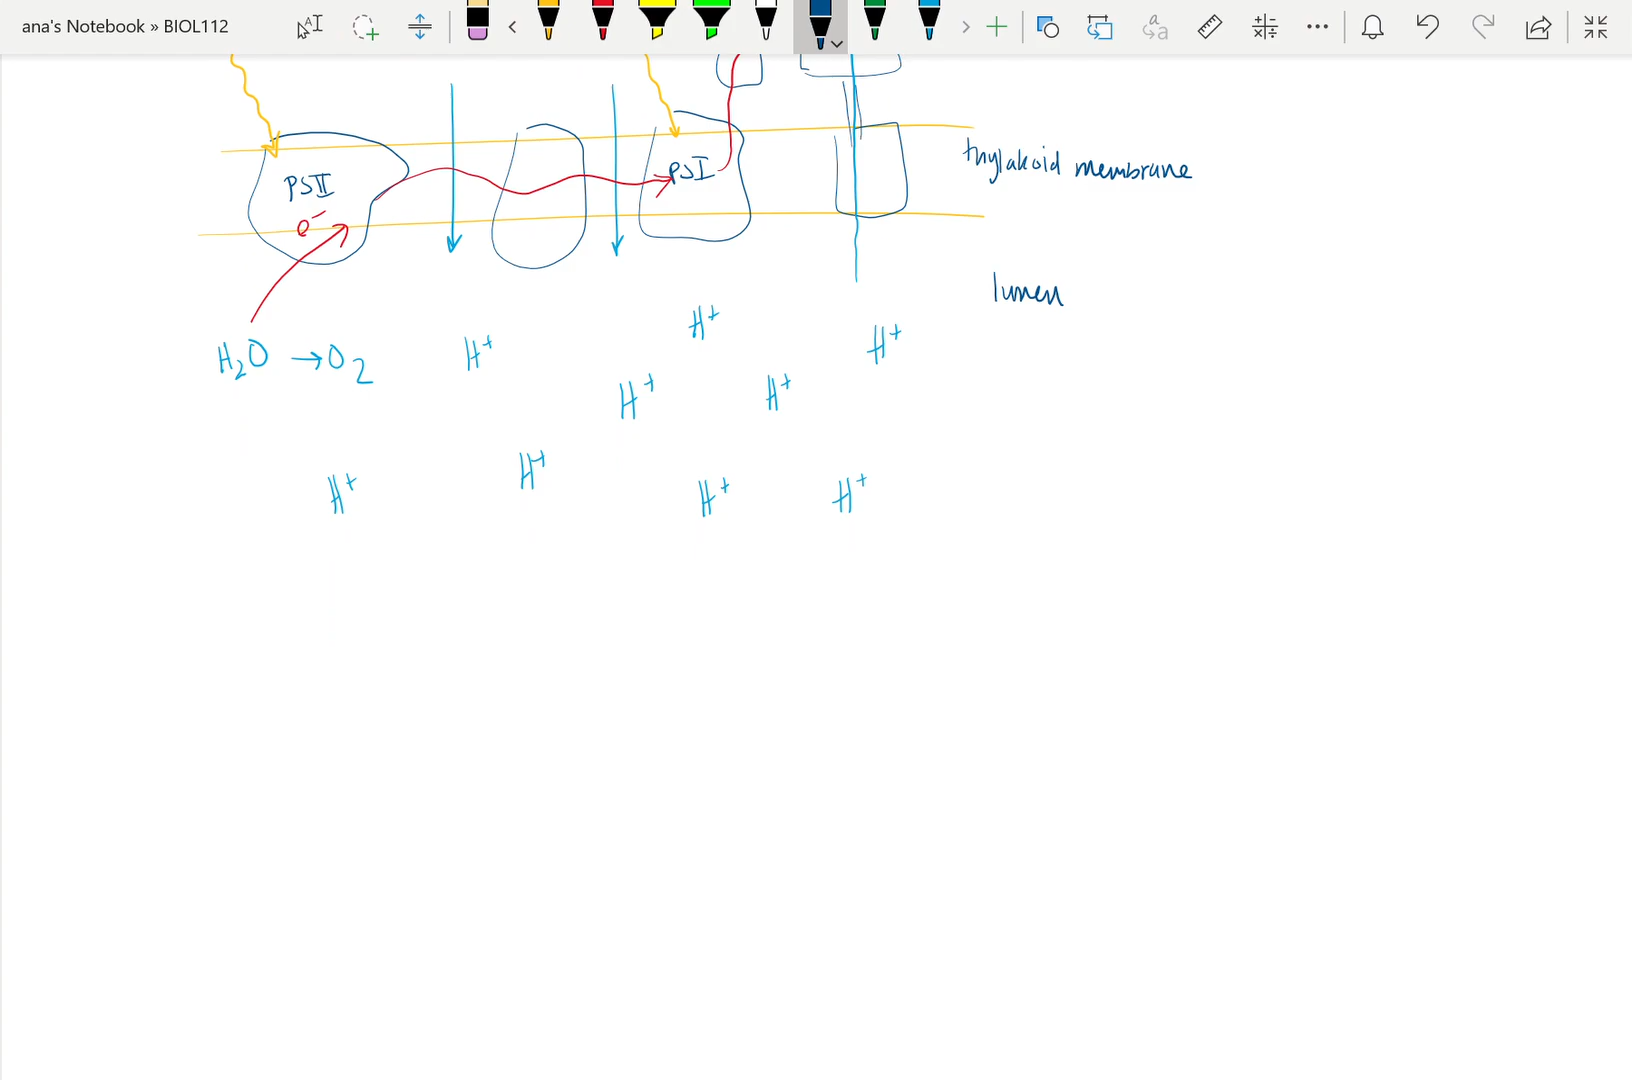 ana's Notebook » BIOL112
thylakoid membrane
PSII
PSI
e⁻
lumen
H₂O → O₂
H⁺
H⁺
H⁺
H⁺
H⁺
H⁺
H⁺
H⁺